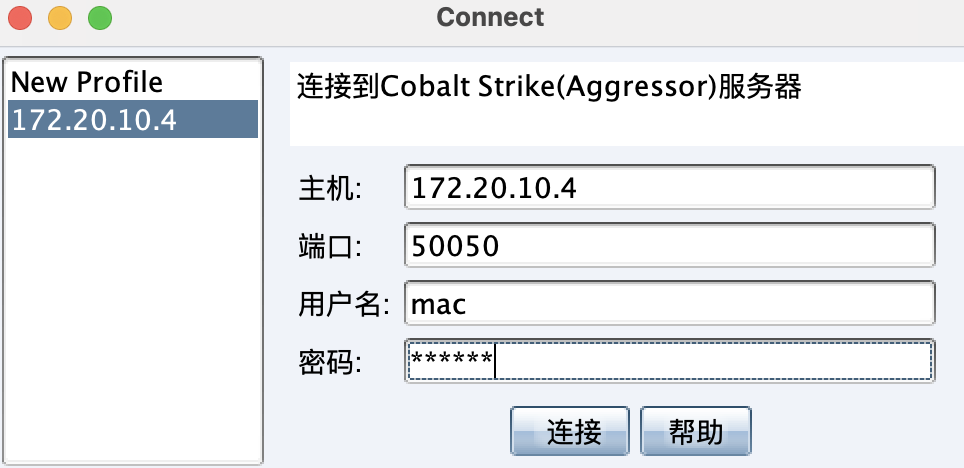 Connect
New Profile
172.20.10.4
连接到Cobalt Strike(Aggressor)服务器
主机: 172.20.10.4
端口: 50050
用户名: mac
密码: ******
连接 帮助